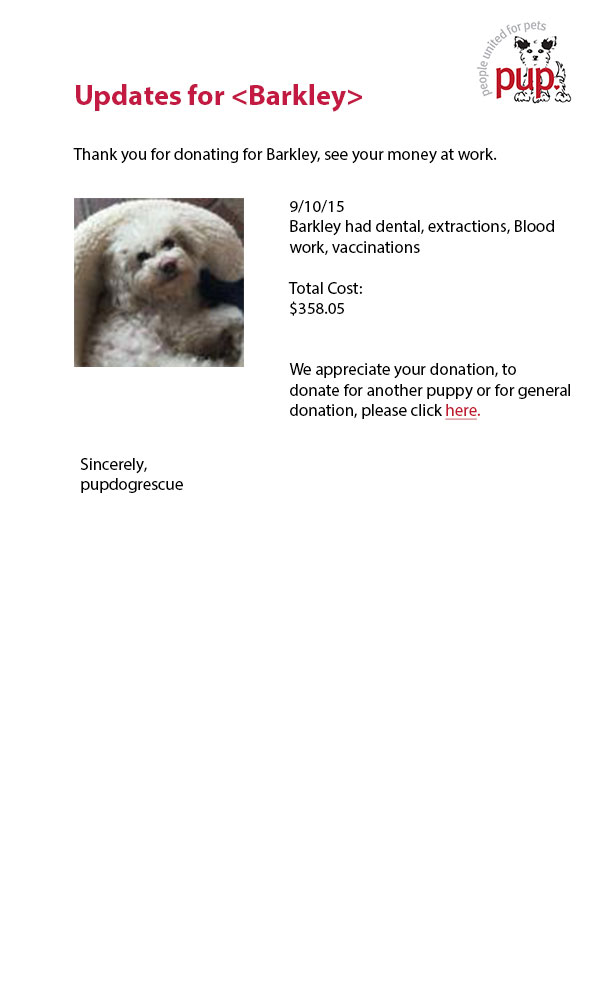 people united for pets
pup.
Updates for <Barkley>
Thank you for donating for Barkley, see your money at work.
9/10/15
Barkley had dental, extractions, Blood
work, vaccinations
Total Cost:
$358.05
We appreciate your donation, to
donate for another puppy or for general
donation, please click here.
Sincerely,
pupdogrescue